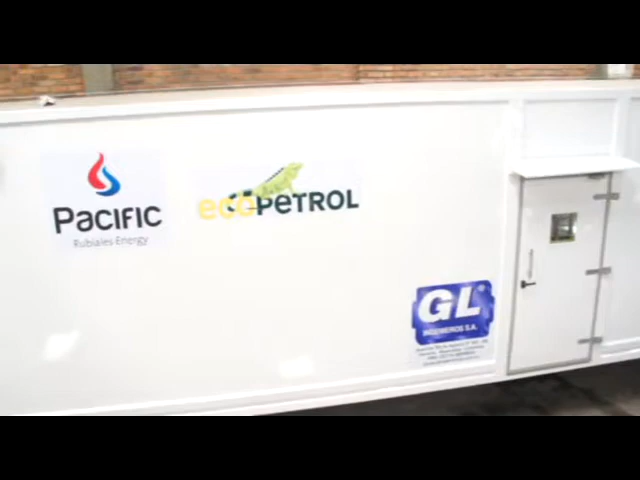 PACIFIC
Rubiales Energy
ecoPETROL
GL®
INGENIEROS S.A.